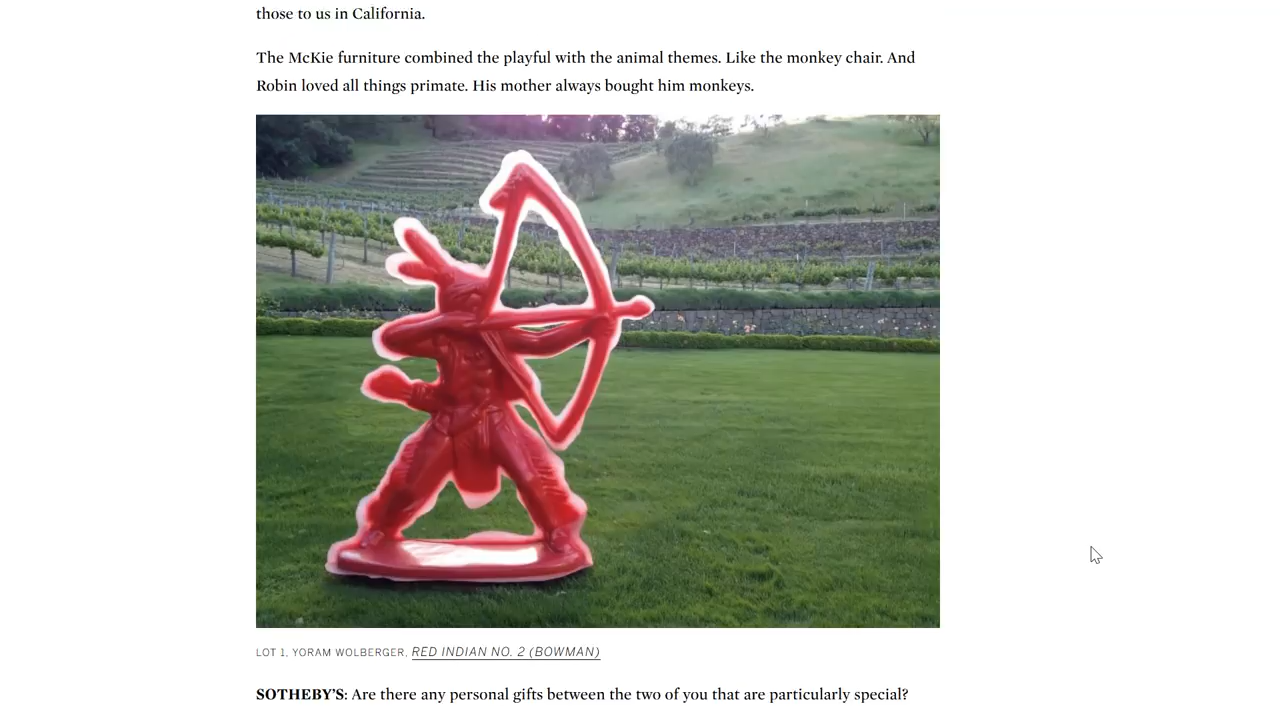 those to us in California.
The McKie furniture combined the playful with the animal themes. Like the monkey chair. And
Robin loved all things primate. His mother always bought him monkeys.
LOT 1, YORAM WOLBERGER, RED INDIAN NO. 2 (BOWMAN)
SOTHEBY'S: Are there any personal gifts between the two of you that are particularly special?